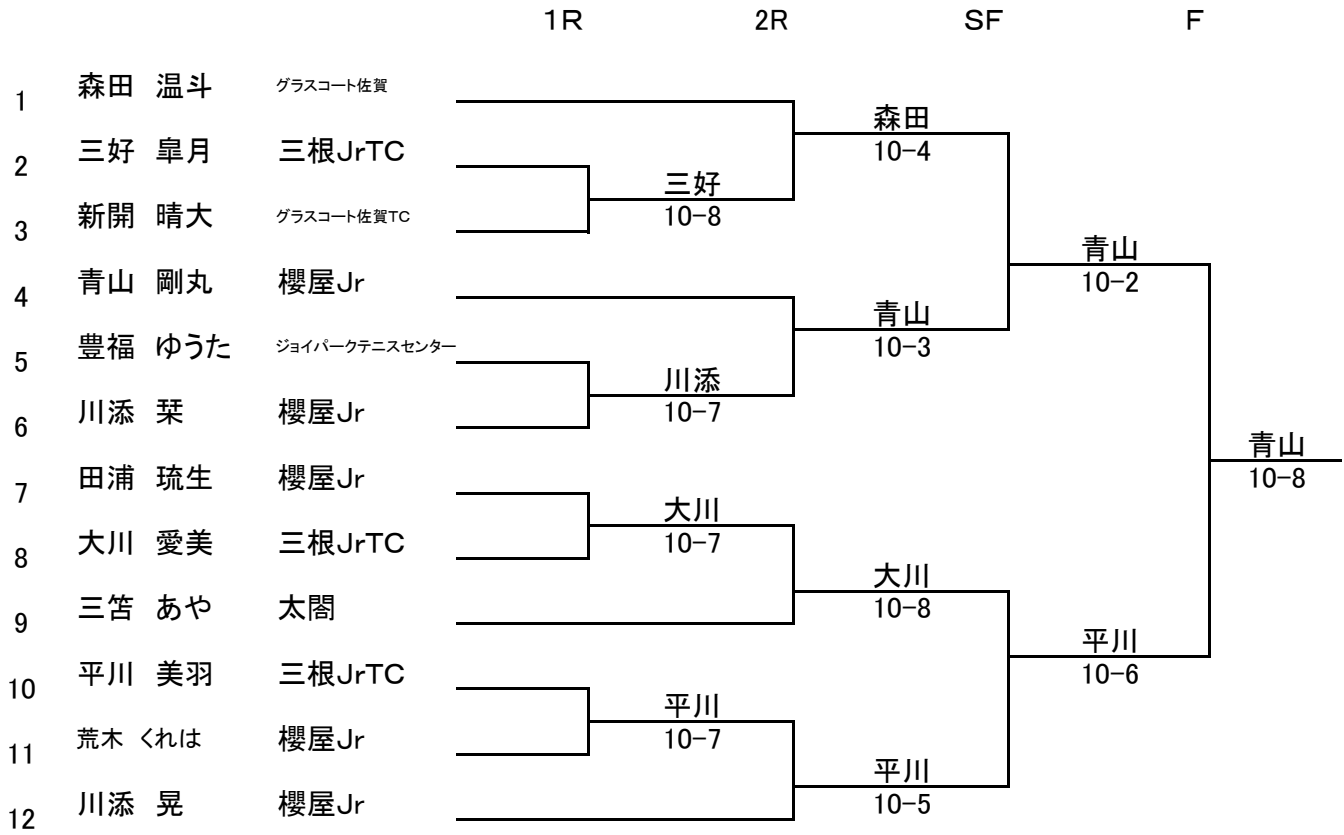 1R 2R SF F
1 森田 温斗 グラスコート佐賀
森田
2 三好 皐月 三根JrTC
10-4
三好
3 新開 晴大 グラスコート佐賀TC
10-8
青山
4 青山 剛丸 櫻屋Jr
10-2
青山
5 豊福 ゆうた ジョイパークテニスセンター
10-3
川添
6 川添 栞 櫻屋Jr
10-7
青山
7 田浦 琉生 櫻屋Jr
10-8
大川
8 大川 愛美 三根JrTC
10-7
大川
9 三笘 あや 太閤
10-8
平川
10 平川 美羽 三根JrTC
10-6
平川
11 荒木 くれは 櫻屋Jr
10-7
平川
12 川添 晃 櫻屋Jr
10-5